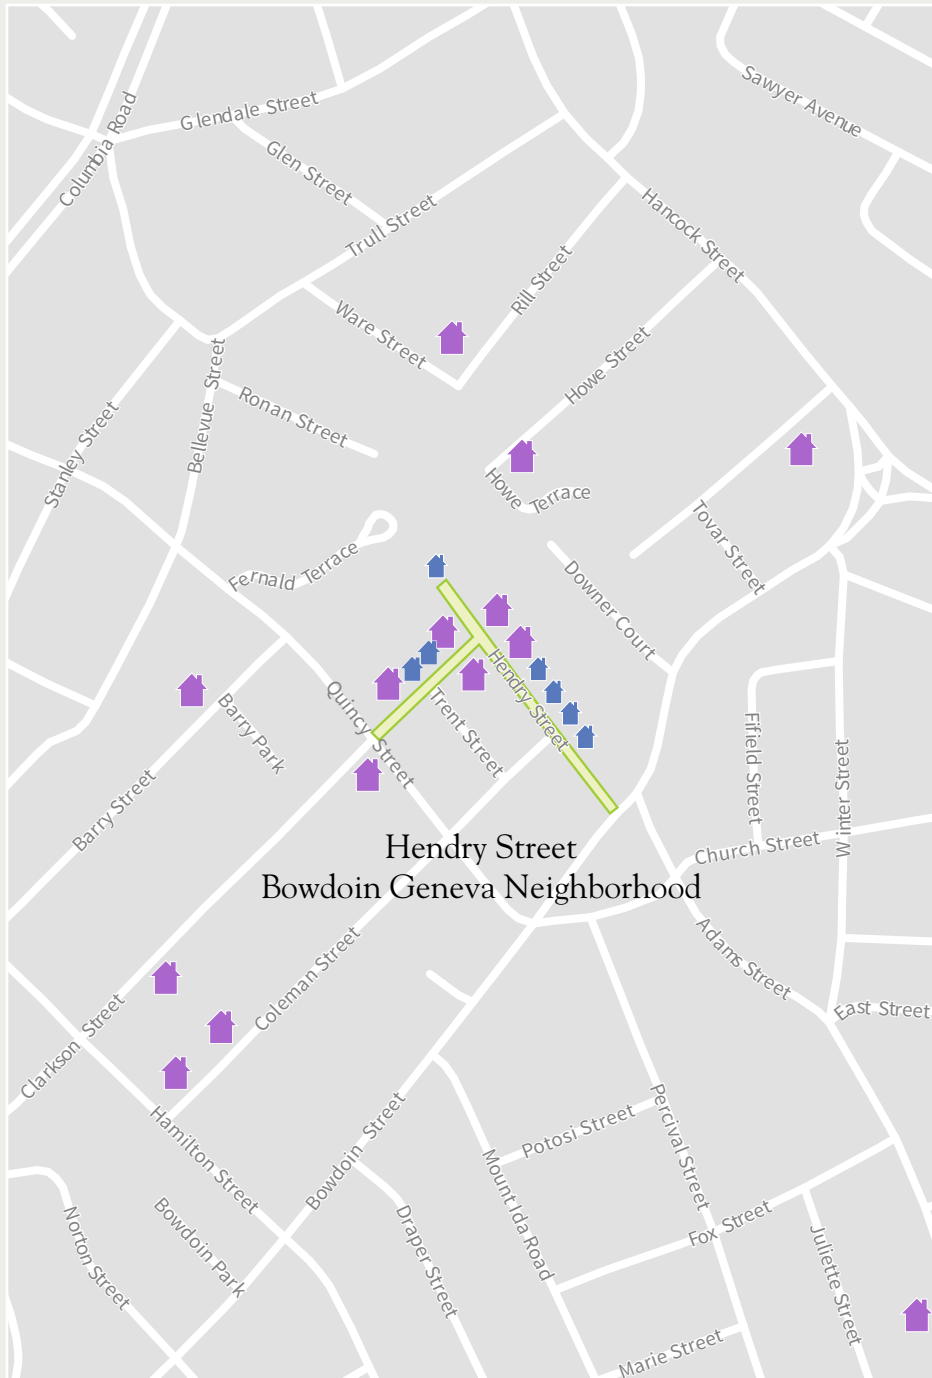 Sawyer Avenue
Glendale Street
Columbia Road
Glen Street
Trull Street
Hancock Street
Rill Street
Ware Street
Howe Street
Bellevue Street
Ronan Street
Stanley Street
Howe Terrace
Tovar Street
Fernald Terrace
Downer Court
Hendry Street
Quincy Street
Trent Street
Barry Park
Fifield Street
Winter Street
Barry Street
Church Street
Hendry Street
Bowdoin Geneva Neighborhood
Adams Street
Coleman Street
East Street
Clarkson Street
Percival Street
Potosi Street
Hamilton Street
Bowdoin Street
Mount Ida Road
Fox Street
Bowdoin Park
Norton Street
Draper Street
Juliette Street
Marie Street